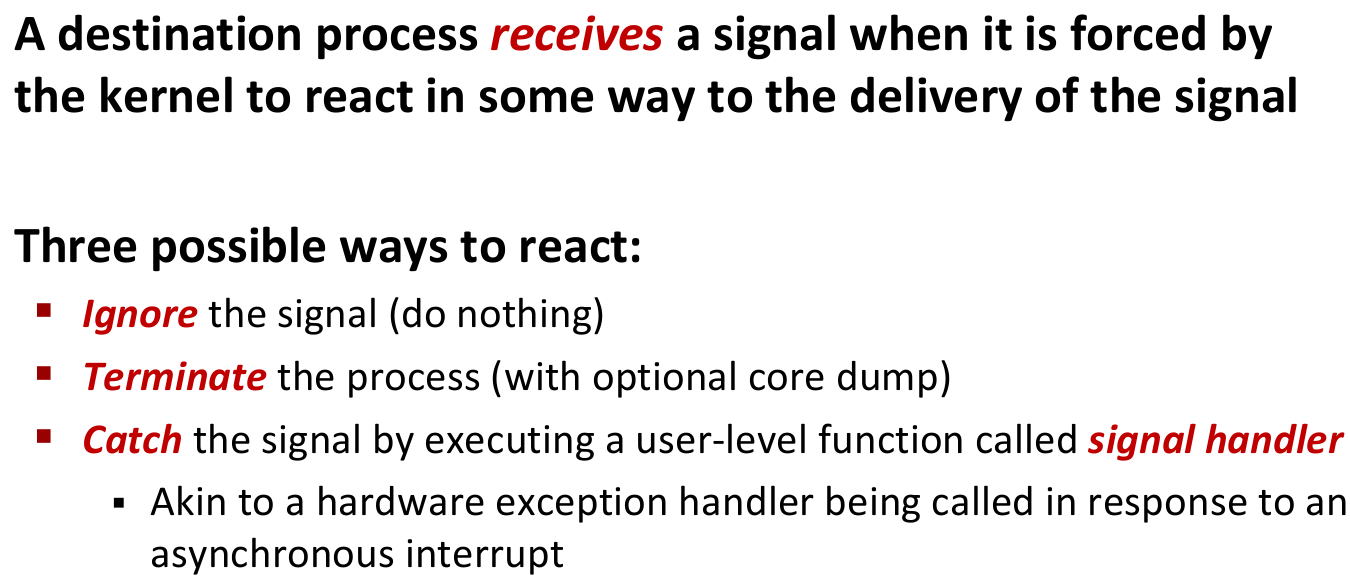 A destination process receives a signal when it is forced by
the kernel to react in some way to the delivery of the signal
Three possible ways to react:
▪ Ignore the signal (do nothing)
▪ Terminate the process (with optional core dump)
▪ Catch the signal by executing a user-level function called signal handler
▪ Akin to a hardware exception handler being called in response to an
asynchronous interrupt